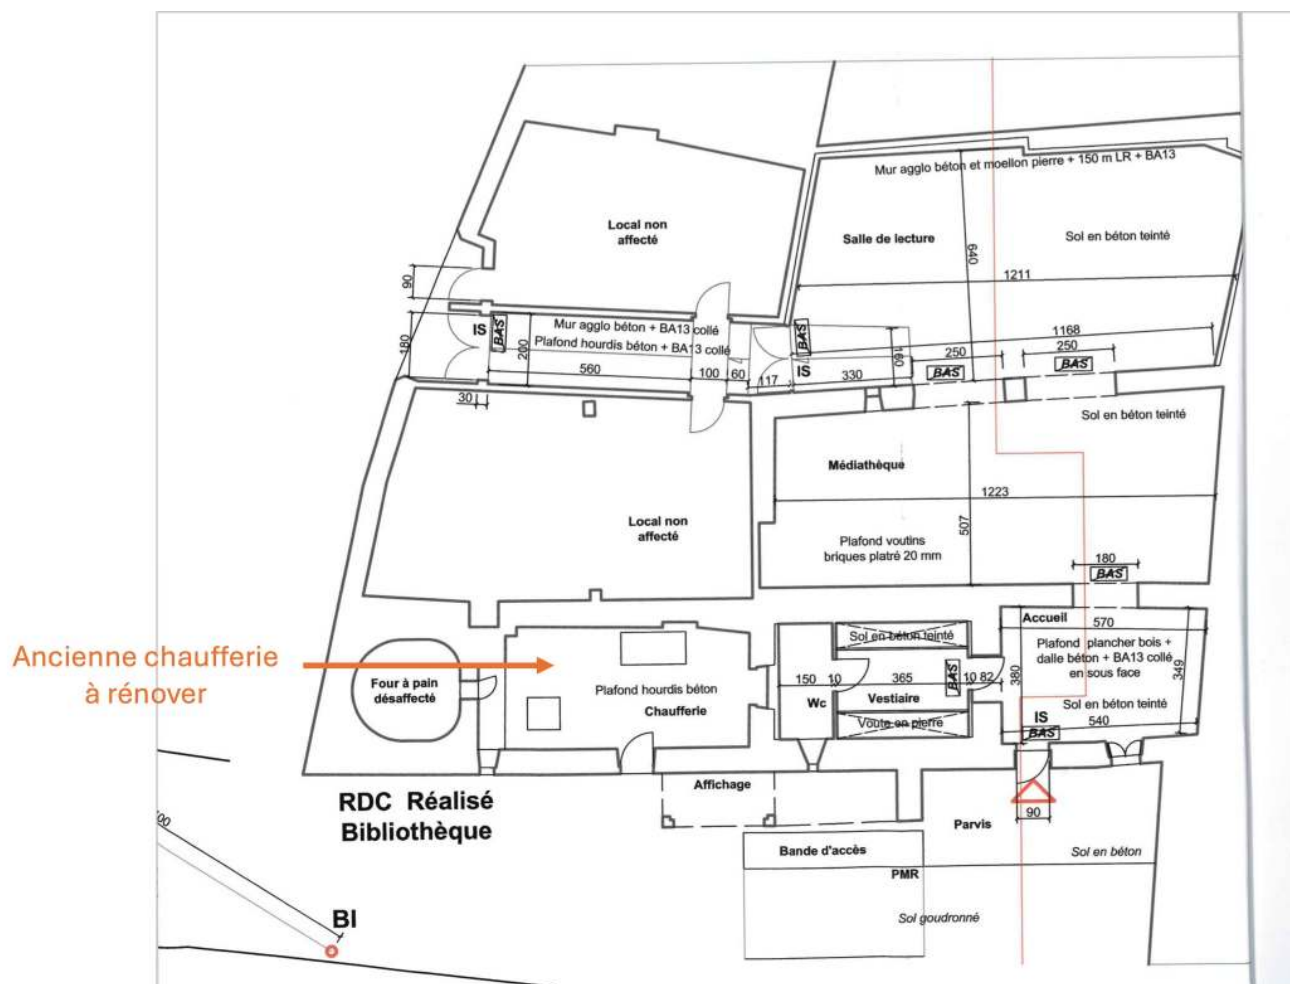 Mur agglo béton et moellon pierre + 150 m LR + BA13
Local non
affecté
Salle de lecture
Sol en béton teinté
640
1211
90
180
IS
BAS
200
Mur agglo béton + BA13 collé
Plafond hourdis béton + BA13 collé
560
100
60
117
30
BAS
IS
330
160
1168
250
250
BAS
BAS
Sol en béton teinté
Médiathèque
1223
507
Local non
affecté
Plafond voutins
briques platré 20 mm
180
BAS
Accueil
570
Plafond plancher bois +
dalle béton + BA13 collé
en sous face
380
349
Sol en béton teinté
IS
540
BAS
Ancienne chaufferie
à rénover
Four à pain
désaffecté
Plafond hourdis béton
Chaufferie
Sol en béton teinté
150
10
365
10
82
BAS
Wc
Vestiaire
Voute en pierre
Affichage
RDC Réalisé
Bibliothèque
90
Parvis
Bande d'accès
Sol en béton
PMR
Sol goudronné
BI